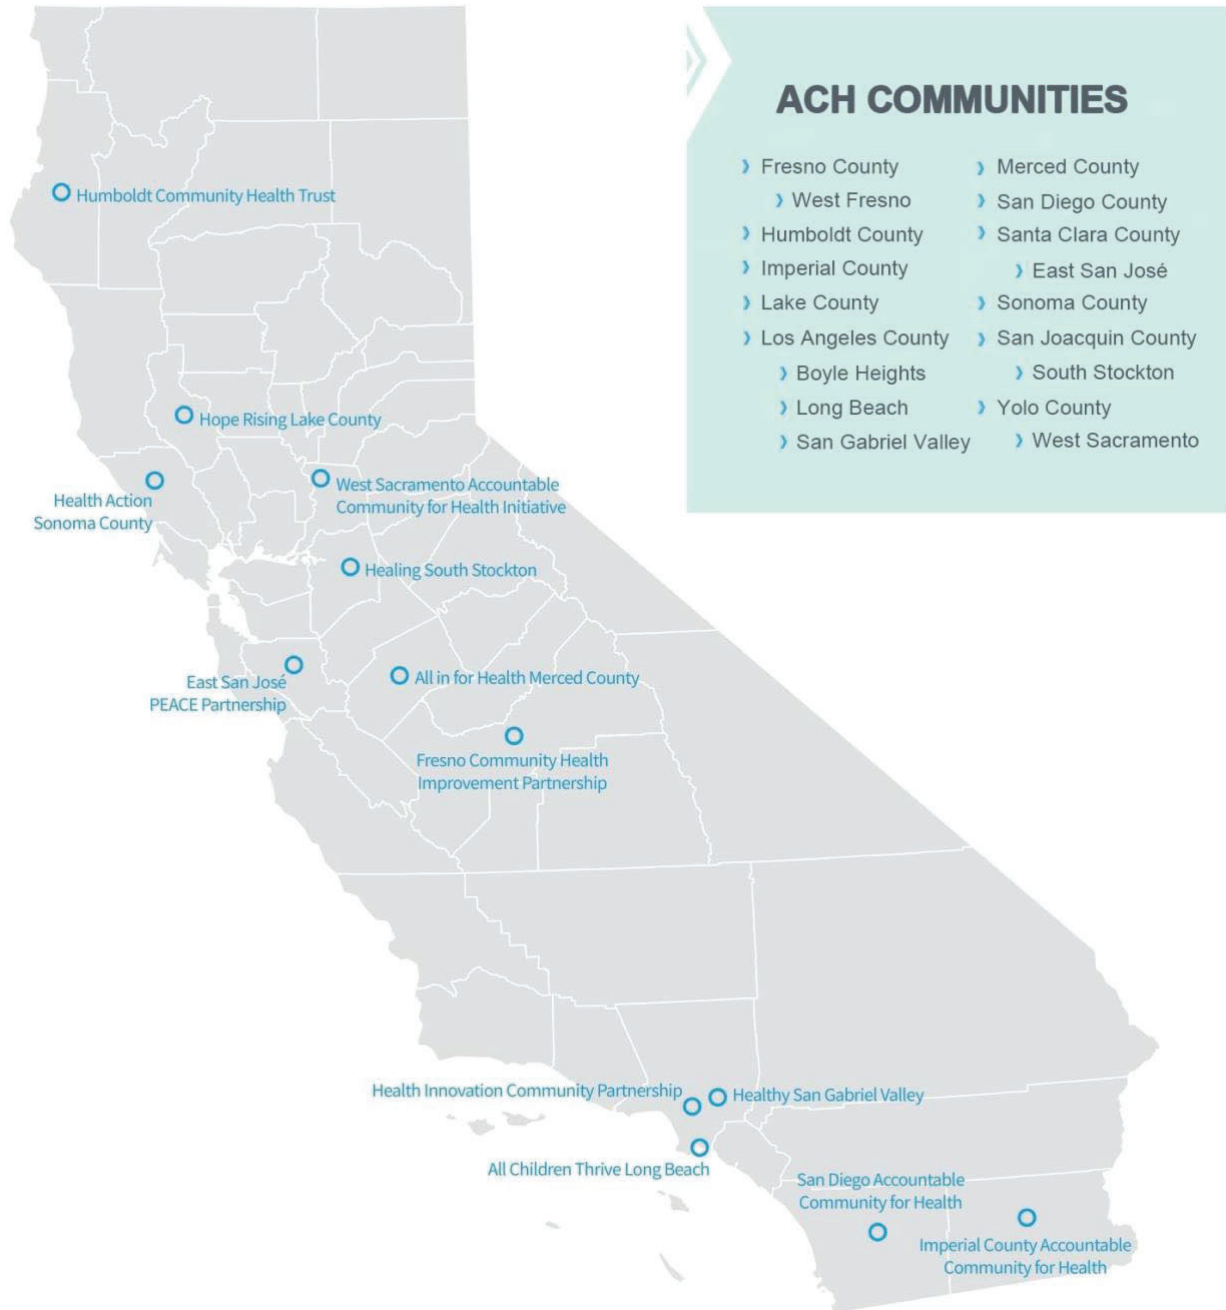 ACH COMMUNITIES
Fresno County
West Fresno
Humboldt County
Imperial County
Lake County
Los Angeles County
Boyle Heights
Long Beach
San Gabriel Valley
Merced County
San Diego County
Santa Clara County
East San José
Sonoma County
San Joacquin County
South Stockton
Yolo County
West Sacramento
Humboldt Community Health Trust
Hope Rising Lake County
Health Action
Sonoma County
West Sacramento Accountable
Community for Health Initiative
Healing South Stockton
East San José
PEACE Partnership
All in for Health Merced County
Fresno Community Health
Improvement Partnership
Health Innovation Community Partnership
Healthy San Gabriel Valley
All Children Thrive Long Beach
San Diego Accountable
Community for Health
Imperial County Accountable
Community for Health